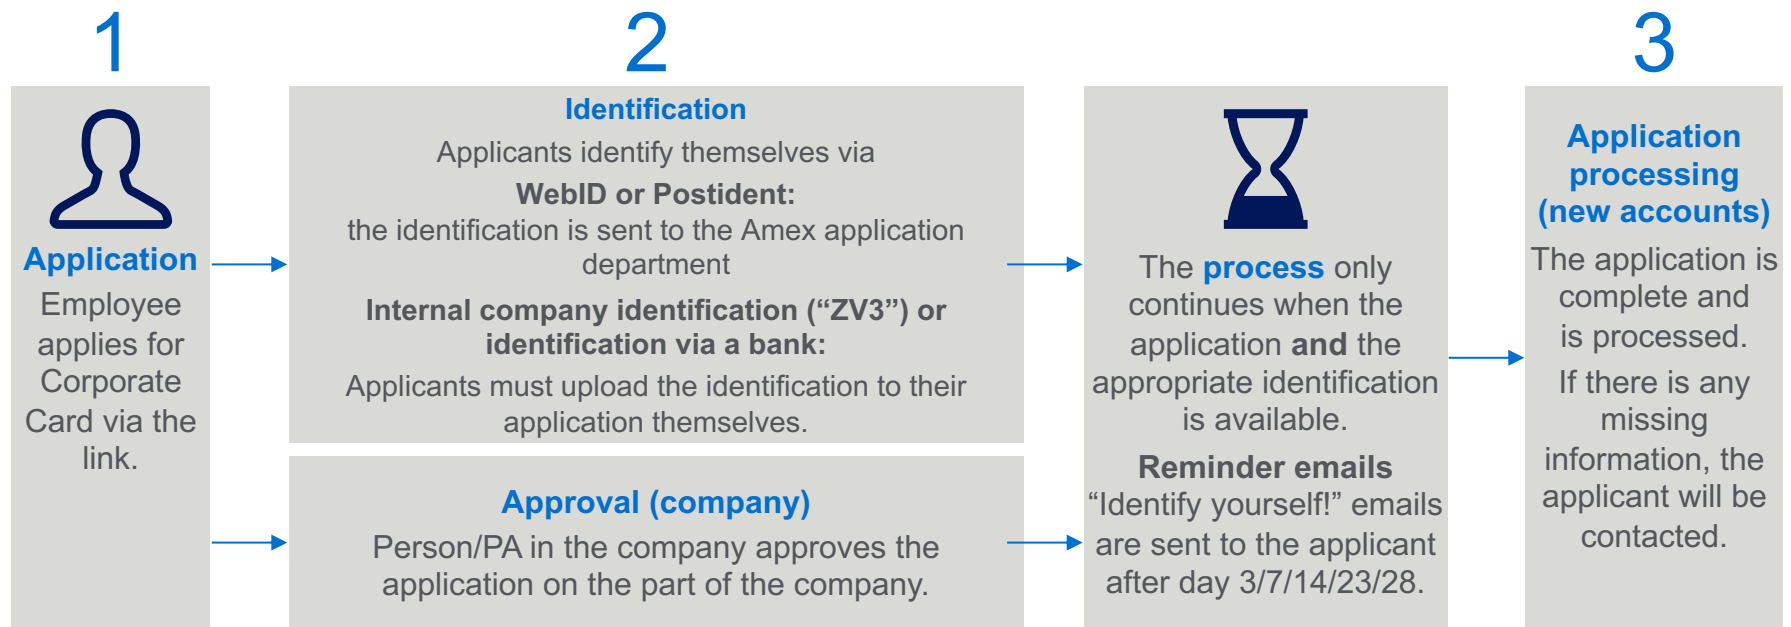 1
Application
Employee
applies for
Corporate
Card via the
link.
2
Identification
Applicants identify themselves via
WebID or Postident:
the identification is sent to the Amex application
department
Internal company identification (“ZV3”) or
identification via a bank:
Applicants must upload the identification to their
application themselves.
Approval (company)
Person/PA in the company approves the
application on the part of the company.
The process only
continues when the
application and the
appropriate identification
is available.
Reminder emails
“Identify yourself!” emails
are sent to the applicant
after day 3/7/14/23/28.
3
Application
processing
(new accounts)
The application is
complete and
is processed.
If there is any
missing
information, the
applicant will be
contacted.